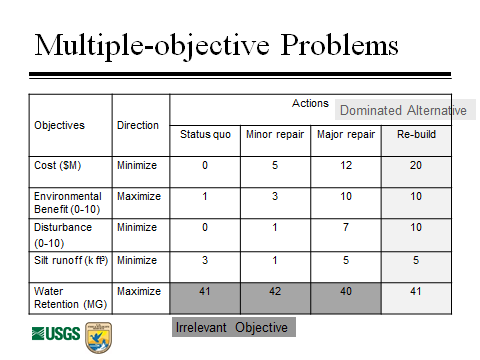 Multiple-objective Problems
Actions
Dominated Alternative
Objectives Direction
Status quo Minor repair Major repair Re-build
Cost ($M) Minimize 0 5 12 20
Environmental Maximize 1 3 10 10
Benefit (0-10)
Disturbance Minimize 0 1 7 10
(0-10)
Silt runoff (k ft³) Minimize 3 1 5 5
Water Maximize 41 42 40 41
Retention (MG)
USGS
Irrelevant Objective